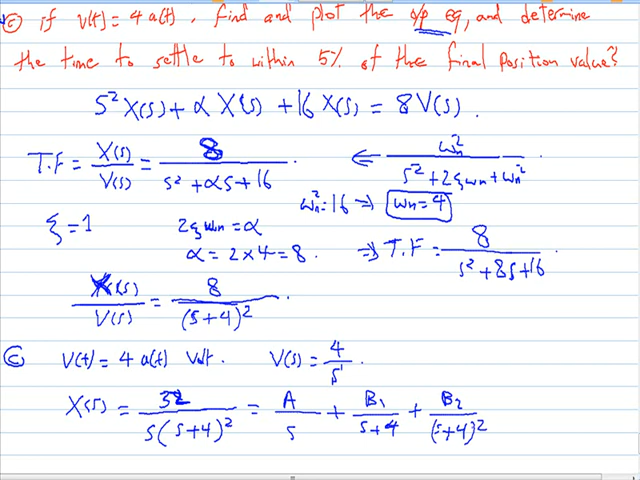 c) if v(t) = 4 u(t), find and plot the o/p eq, and determine
the time to settle to within 5% of the final position value?
S² X(s) + α X(s) + 16 X(s) = 8 V(s).
T.F = X(s)/V(s) = 8/(s² + αs + 16). ⇐ ωn²/(s² + 2ξωn + ωn²).
ωn² = 16 ⇒ ωn = 4
ξ = 1 2ξωn = α
α = 2 × 4 = 8. ⇒ T.F = 8/(s² + 8s + 16).
X(s)/V(s) = 8/(s+4)².
c) V(t) = 4 u(t) Volt. V(s) = 4/s.
X(s) = 32/(s(s+4)²) = A/s + B₁/(s+4) + B₂/(s+4)²